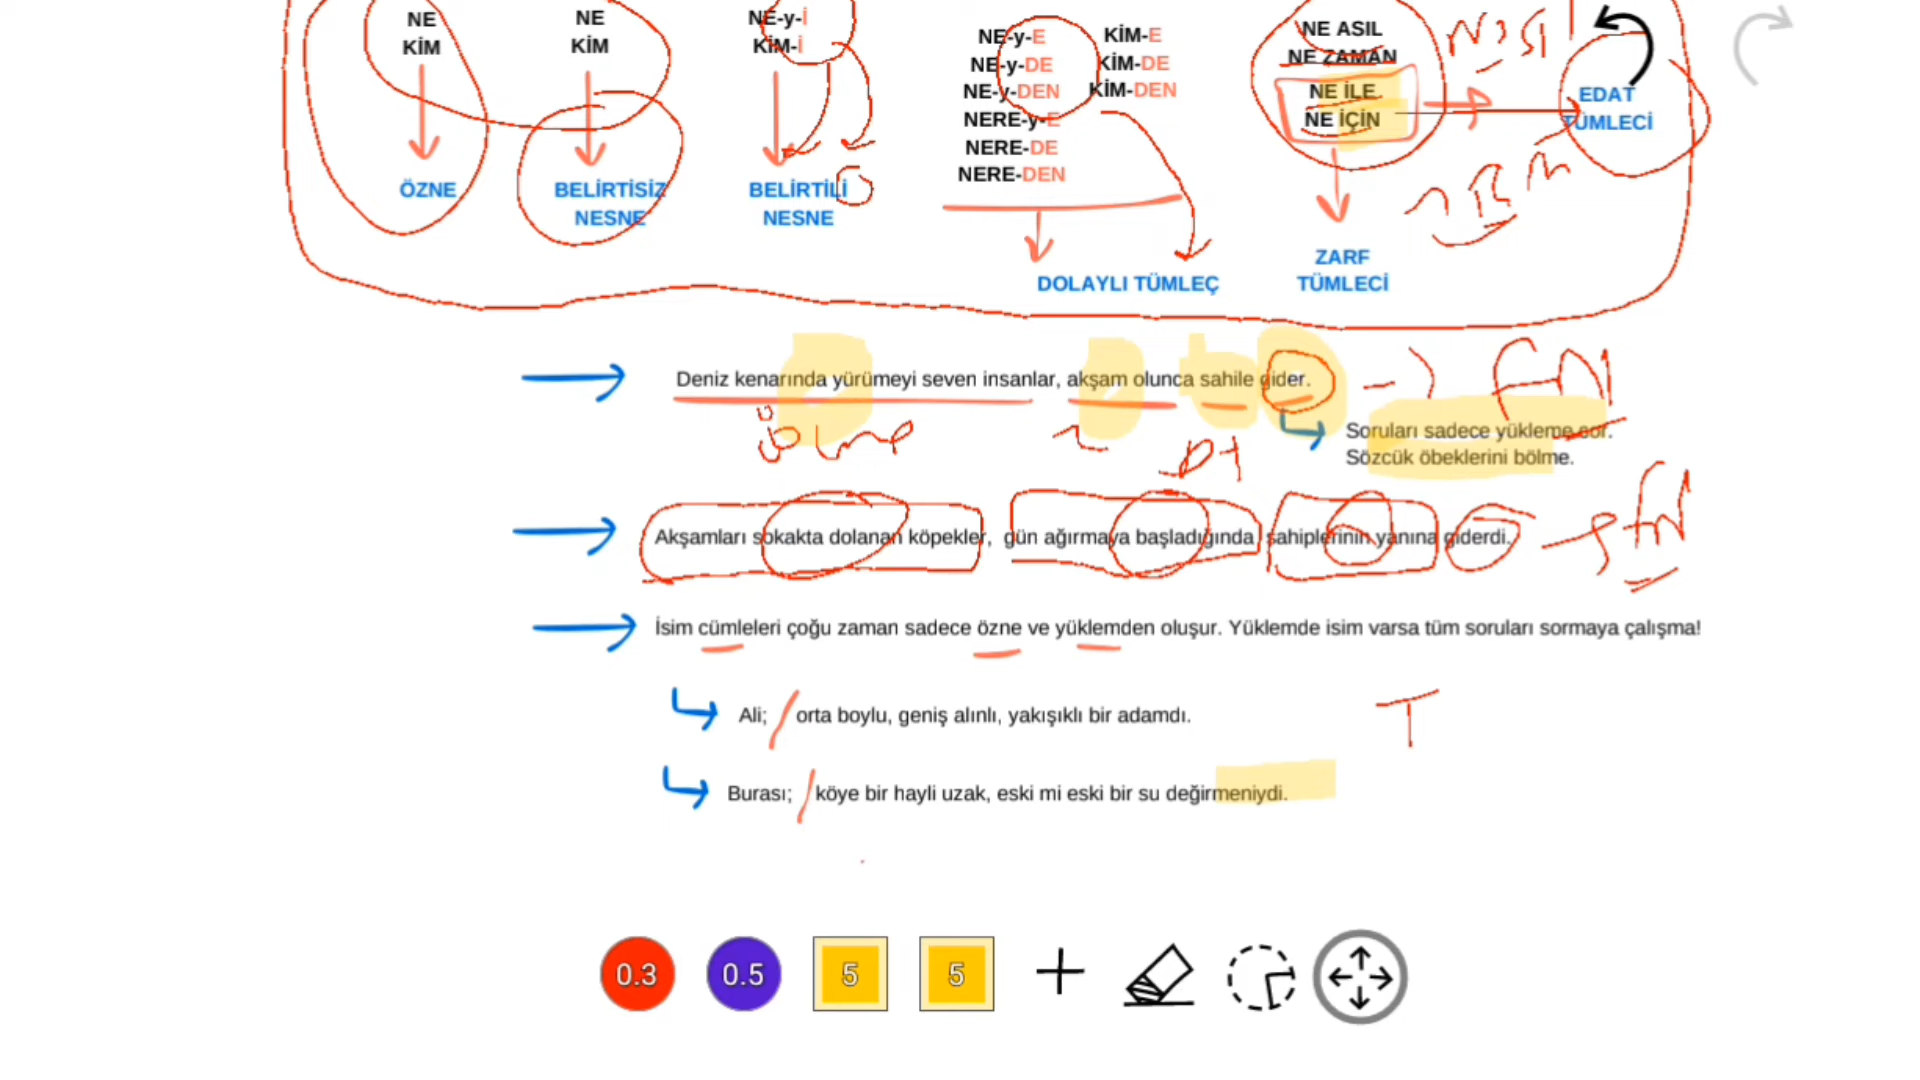 NE
KİM
NE
KİM
NE-y-İ
KİM-İ
NE-y-E
NE-y-DE
NE-y-DEN
NERE-y-E
NERE-DE
NERE-DEN
KİM-E
KİM-DE
KİM-DEN
NE ASIL
NE ZAMAN
NE İLE
NE İÇİN
EDAT
TÜMLECİ
ÖZNE
BELİRTİSİZ
NESNE
BELİRTİLİ
NESNE
DOLAYLI TÜMLEÇ
ZARF
TÜMLECİ
Deniz kenarında yürümeyi seven insanlar, akşam olunca sahile gider.
Soruları sadece yükleme sor.
Sözcük öbeklerini bölme.
Akşamları sokakta dolanan köpekler, gün ağırmaya başladığında sahiplerinin yanına giderdi.
İsim cümleleri çoğu zaman sadece özne ve yüklemden oluşur. Yüklemde isim varsa tüm soruları sormaya çalışma!
Ali; orta boylu, geniş alınlı, yakışıklı bir adamdı.
Burası; köye bir hayli uzak, eski mi eski bir su değirmeniydi.
0.3
0.5
5
5